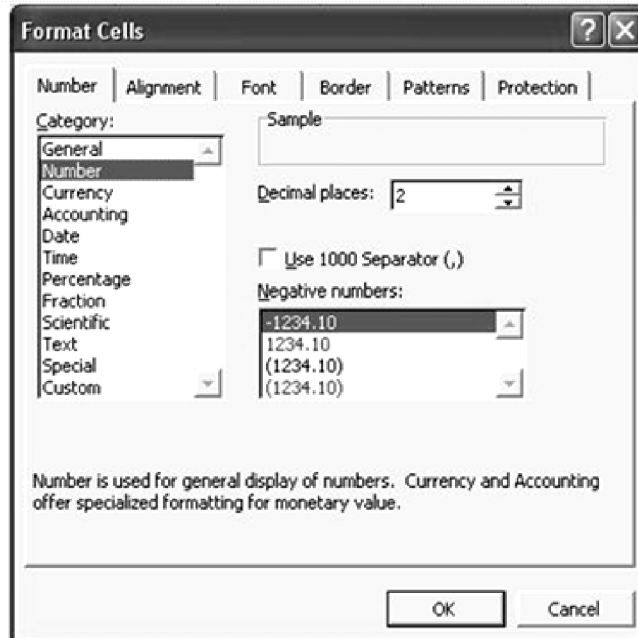 Format Cells
Number Alignment Font Border Patterns Protection
Category:
General
Number
Currency
Accounting
Date
Time
Percentage
Fraction
Scientific
Text
Special
Custom
Sample
Decimal places: 2
Use 1000 Separator (,)
Negative numbers:
-1234.10
1234.10
(1234.10)
(1234.10)
Number is used for general display of numbers. Currency and Accounting
offer specialized formatting for monetary value.
OK Cancel